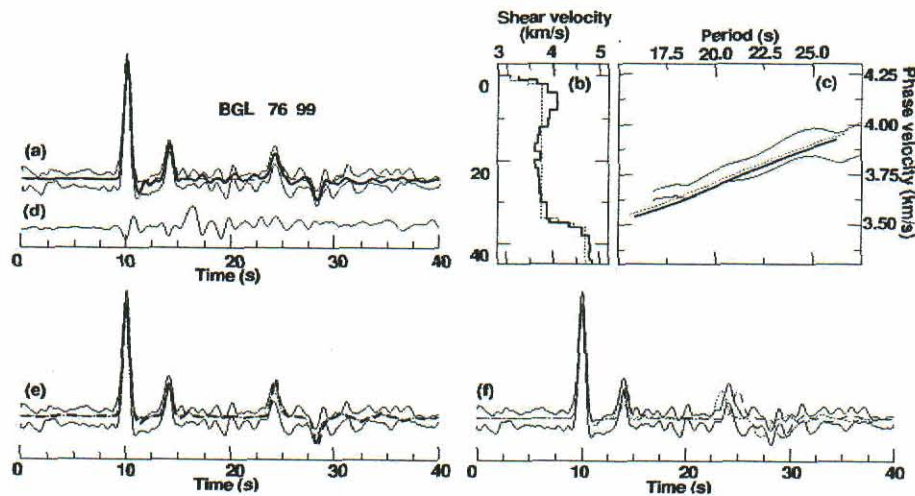 Shear velocity
(km/s)
3 4 5
Period (s)
17.5 20.0 22.5 25.0
BGL 76 99
(a)
(b)
(c)
0
20
40
4.25
4.00
3.75
3.50
Phase velocity(km/s)
(d)
0 10 20 30 40
Time (s)
(e)
(f)
0 10 20 30 40
Time (s)
0 10 20 30 40
Time (s)